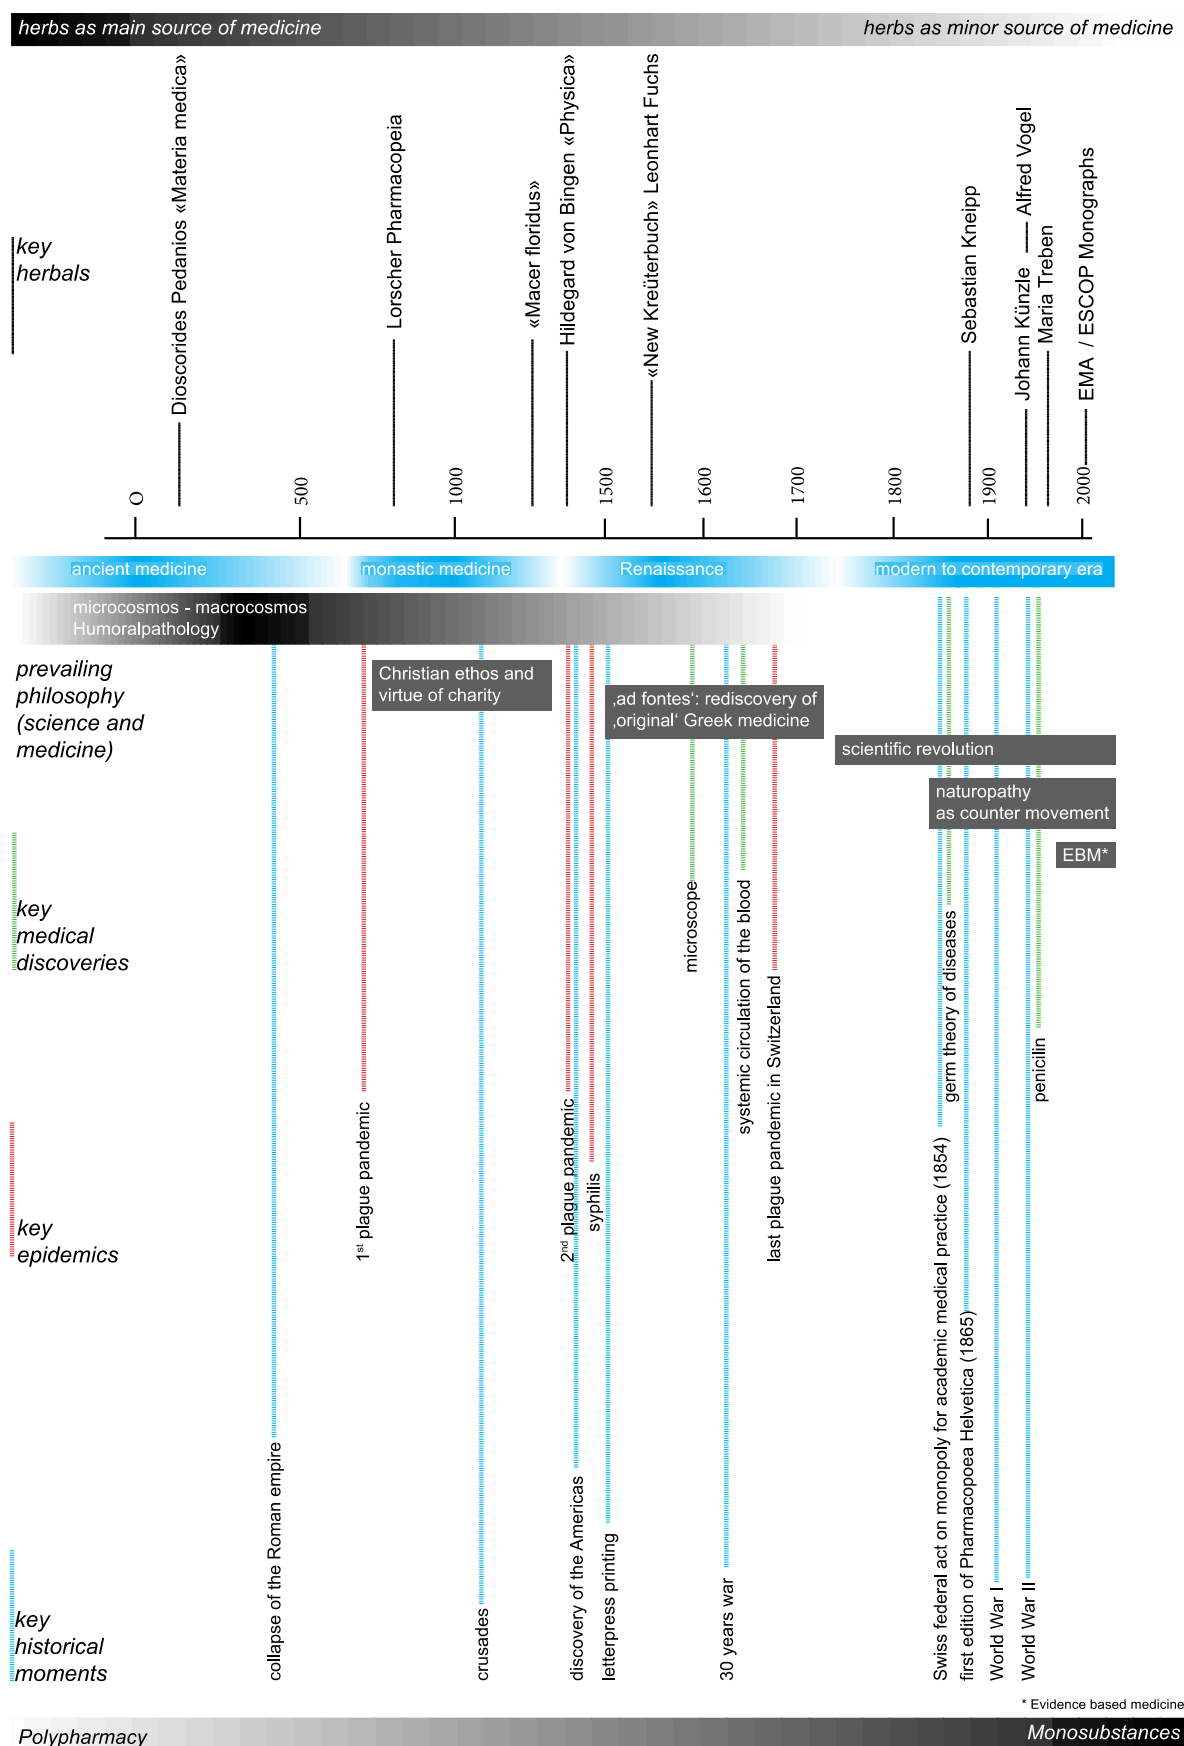 herbs as main source of medicine
herbs as minor source of medicine
key
herbals
Dioscorides Pedanios «Materia medica»
Lorscher Pharmacopeia
«Macer floridus»
Hildegard von Bingen «Physica»
«New Kreüterbuch» Leonhart Fuchs
Sebastian Kneipp
Johann Künzle
Alfred Vogel
Maria Treben
EMA / ESCOP Monographs
O
500
1000
1500
1600
1700
1800
1900
2000
ancient medicine
monastic medicine
Renaissance
modern to contemporary era
microcosmos - macrocosmos
Humoralpathology
prevailing
philosophy
(science and
medicine)
Christian ethos and
virtue of charity
‚ad fontes‘: rediscovery of
‚original‘ Greek medicine
scientific revolution
naturopathy
as counter movement
EBM*
key
medical
discoveries
microscope
systemic circulation of the blood
germ theory of diseases
penicilin
key
epidemics
1st plague pandemic
2nd plague pandemic
syphilis
last plague pandemic in Switzerland
key
historical
moments
collapse of the Roman empire
crusades
discovery of the Americas
letterpress printing
30 years war
Swiss federal act on monopoly for academic medical practice (1854)
first edition of Pharmacopoea Helvetica (1865)
World War I
World War II
* Evidence based medicine
Polypharmacy
Monosubstances